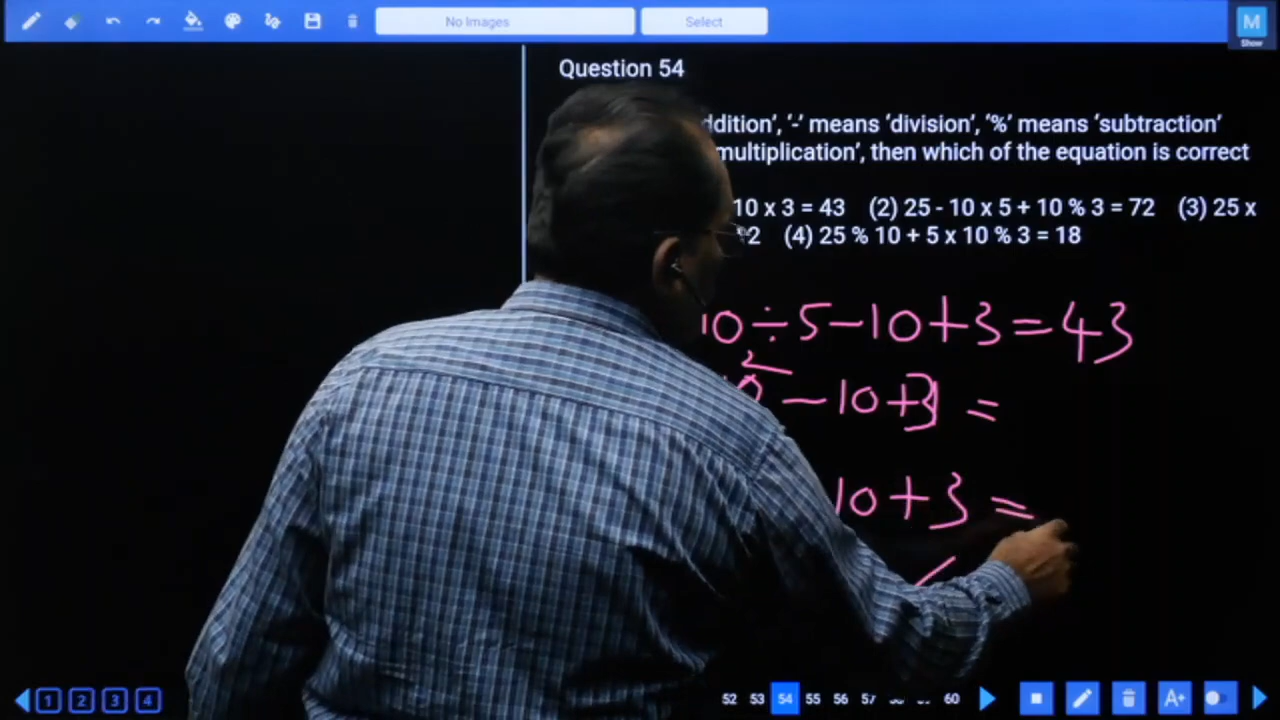 No Images Select M
Show
Question 54
ddition’, ‘-’ means ‘division’, ‘%’ means ‘subtraction’
multiplication’, then which of the equation is correct
10 x 3 = 43 (2) 25 - 10 x 5 + 10 % 3 = 72 (3) 25 x
2 (4) 25 % 10 + 5 x 10 % 3 = 18
10 ÷ 5 - 10 + 3 = 43
2
10 - 10 + 3 =
10 + 3 =
1 2 3 4 52 53 54 55 56 57 60 A+